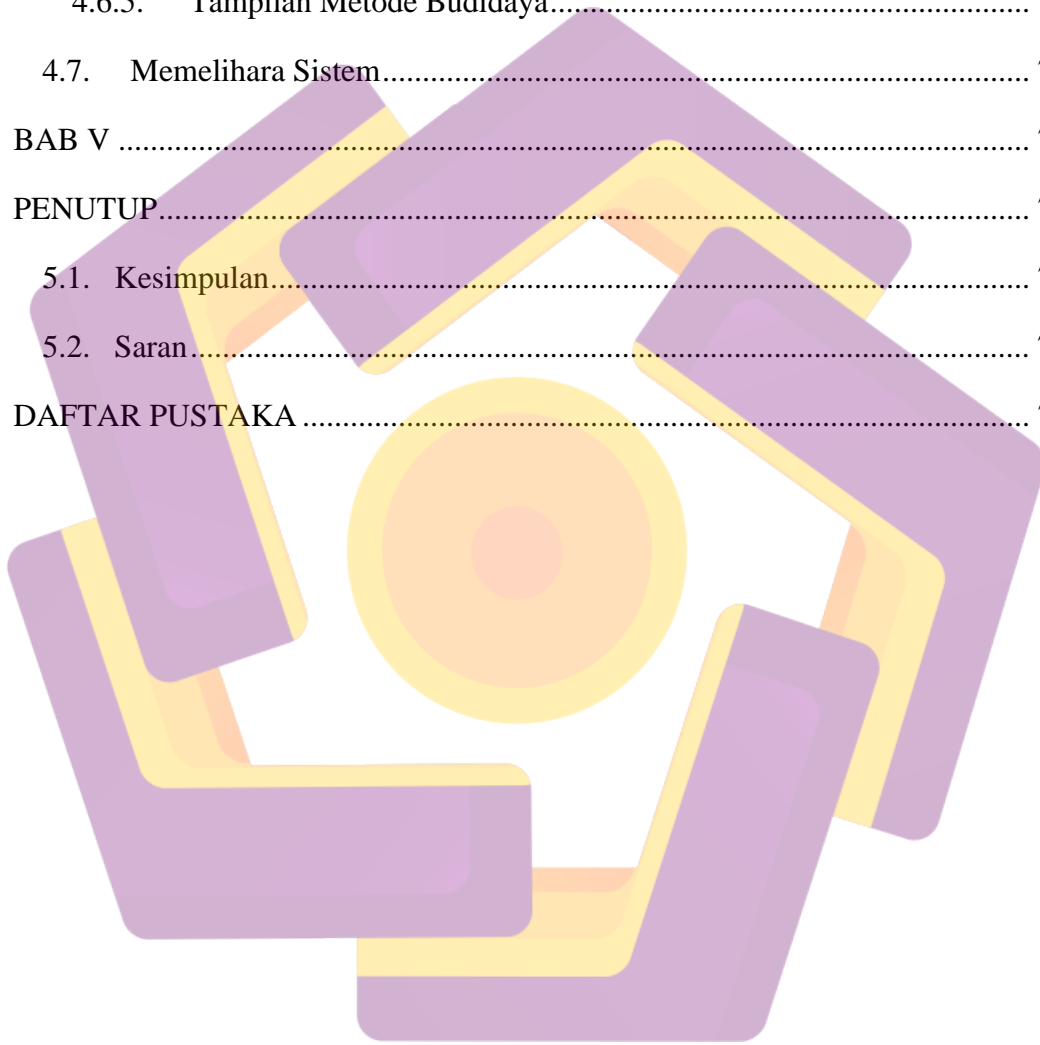 4.6.5. Tampilan Metode Budidaya
4.7. Memelihara Sistem
BAB V
PENUTUP
5.1. Kesimpulan
5.2. Saran
DAFTAR PUSTAKA